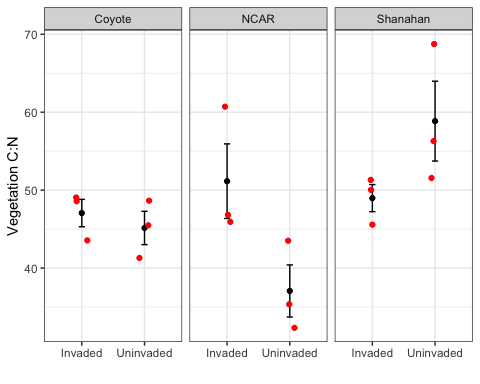 Coyote NCAR Shanahan
Vegetation C:N
70
60
50
40
Invaded Uninvaded Invaded Uninvaded Invaded Uninvaded